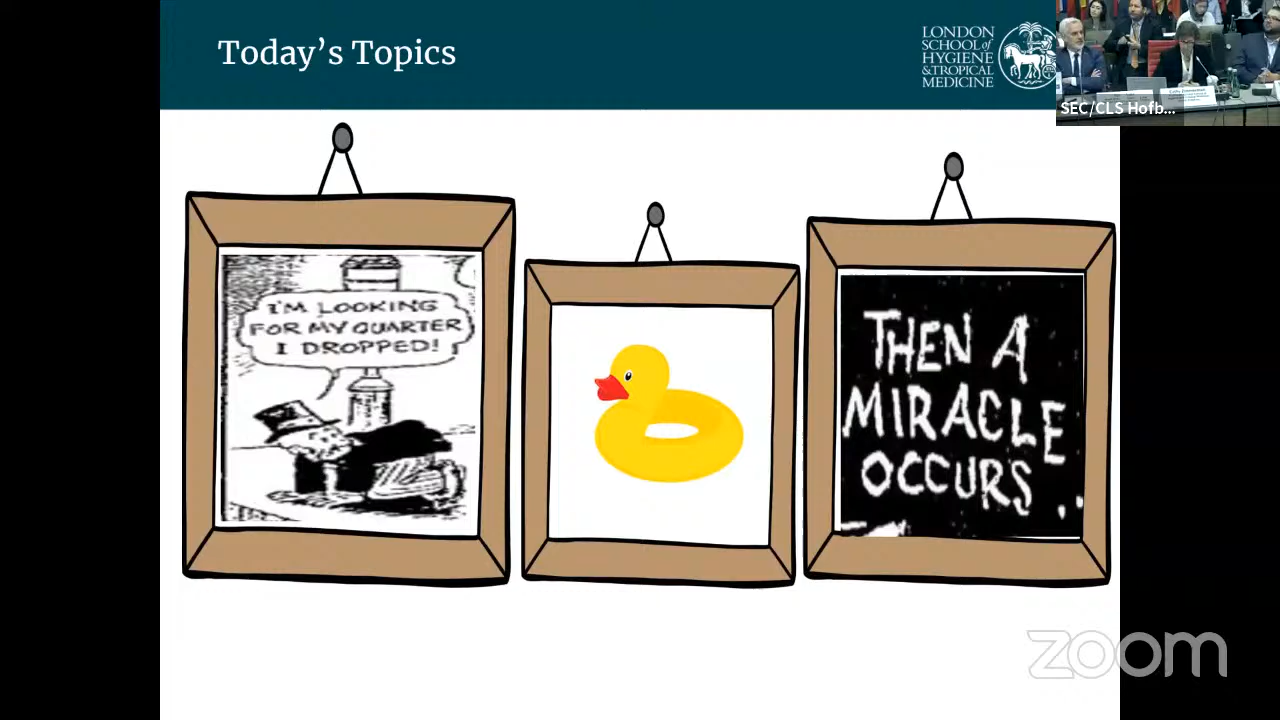 Today's Topics
LONDON
SCHOOL of
HYGIENE
& TROPICAL
MEDICINE
SEC/CLS Hofb...
I'M LOOKING
FOR MY QUARTER
I DROPPED!
THEN A
MIRACLE
OCCURS..
zoom